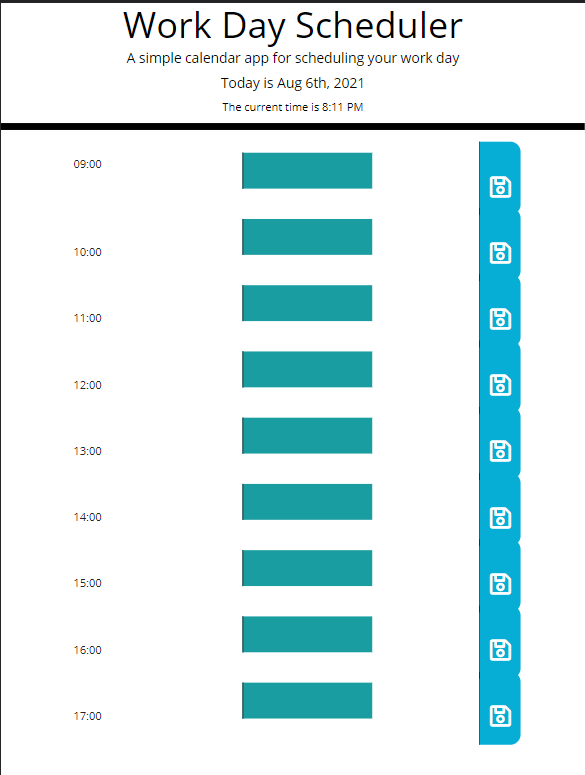 Work Day Scheduler
A simple calendar app for scheduling your work day
Today is Aug 6th, 2021
The current time is 8:11 PM
09:00
10:00
11:00
12:00
13:00
14:00
15:00
16:00
17:00